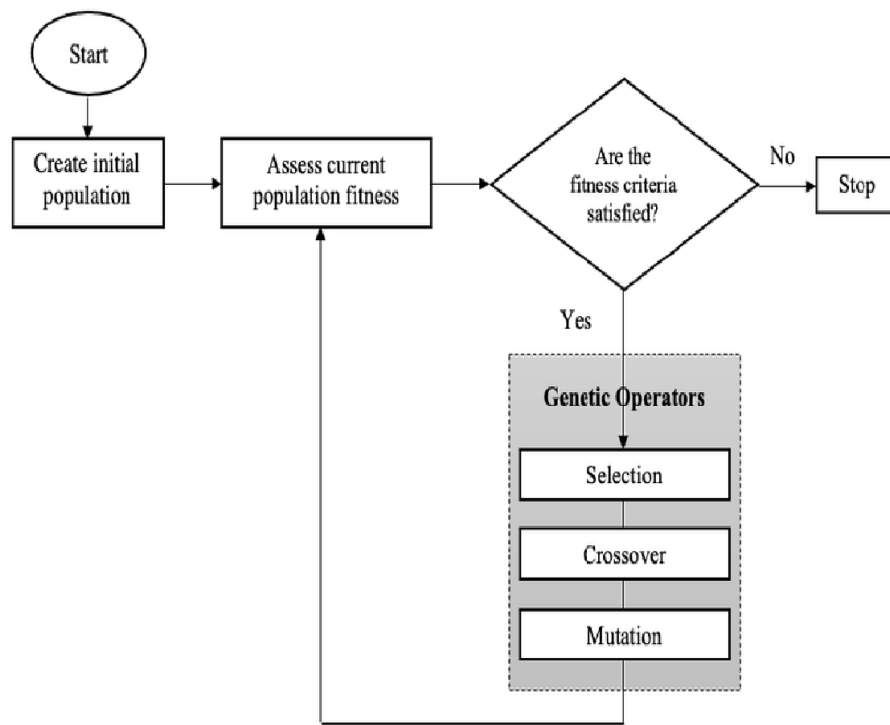 Start
Create initial
population
Assess current
population fitness
Are the
fitness criteria
satisfied?
No
Stop
Yes
Genetic Operators
Selection
Crossover
Mutation